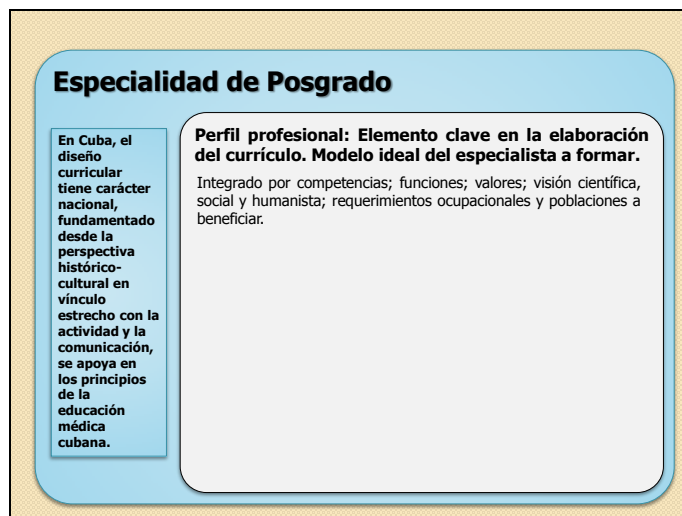 Especialidad de Posgrado
En Cuba, el
diseño
curricular
tiene carácter
nacional,
fundamentado
desde la
perspectiva
histórico-
cultural en
vínculo
estrecho con la
actividad y la
comunicación,
se apoya en
los principios
de la
educación
médica
cubana.
Perfil profesional: Elemento clave en la elaboración
del currículo. Modelo ideal del especialista a formar.
Integrado por competencias; funciones; valores; visión científica,
social y humanista; requerimientos ocupacionales y poblaciones a
beneficiar.